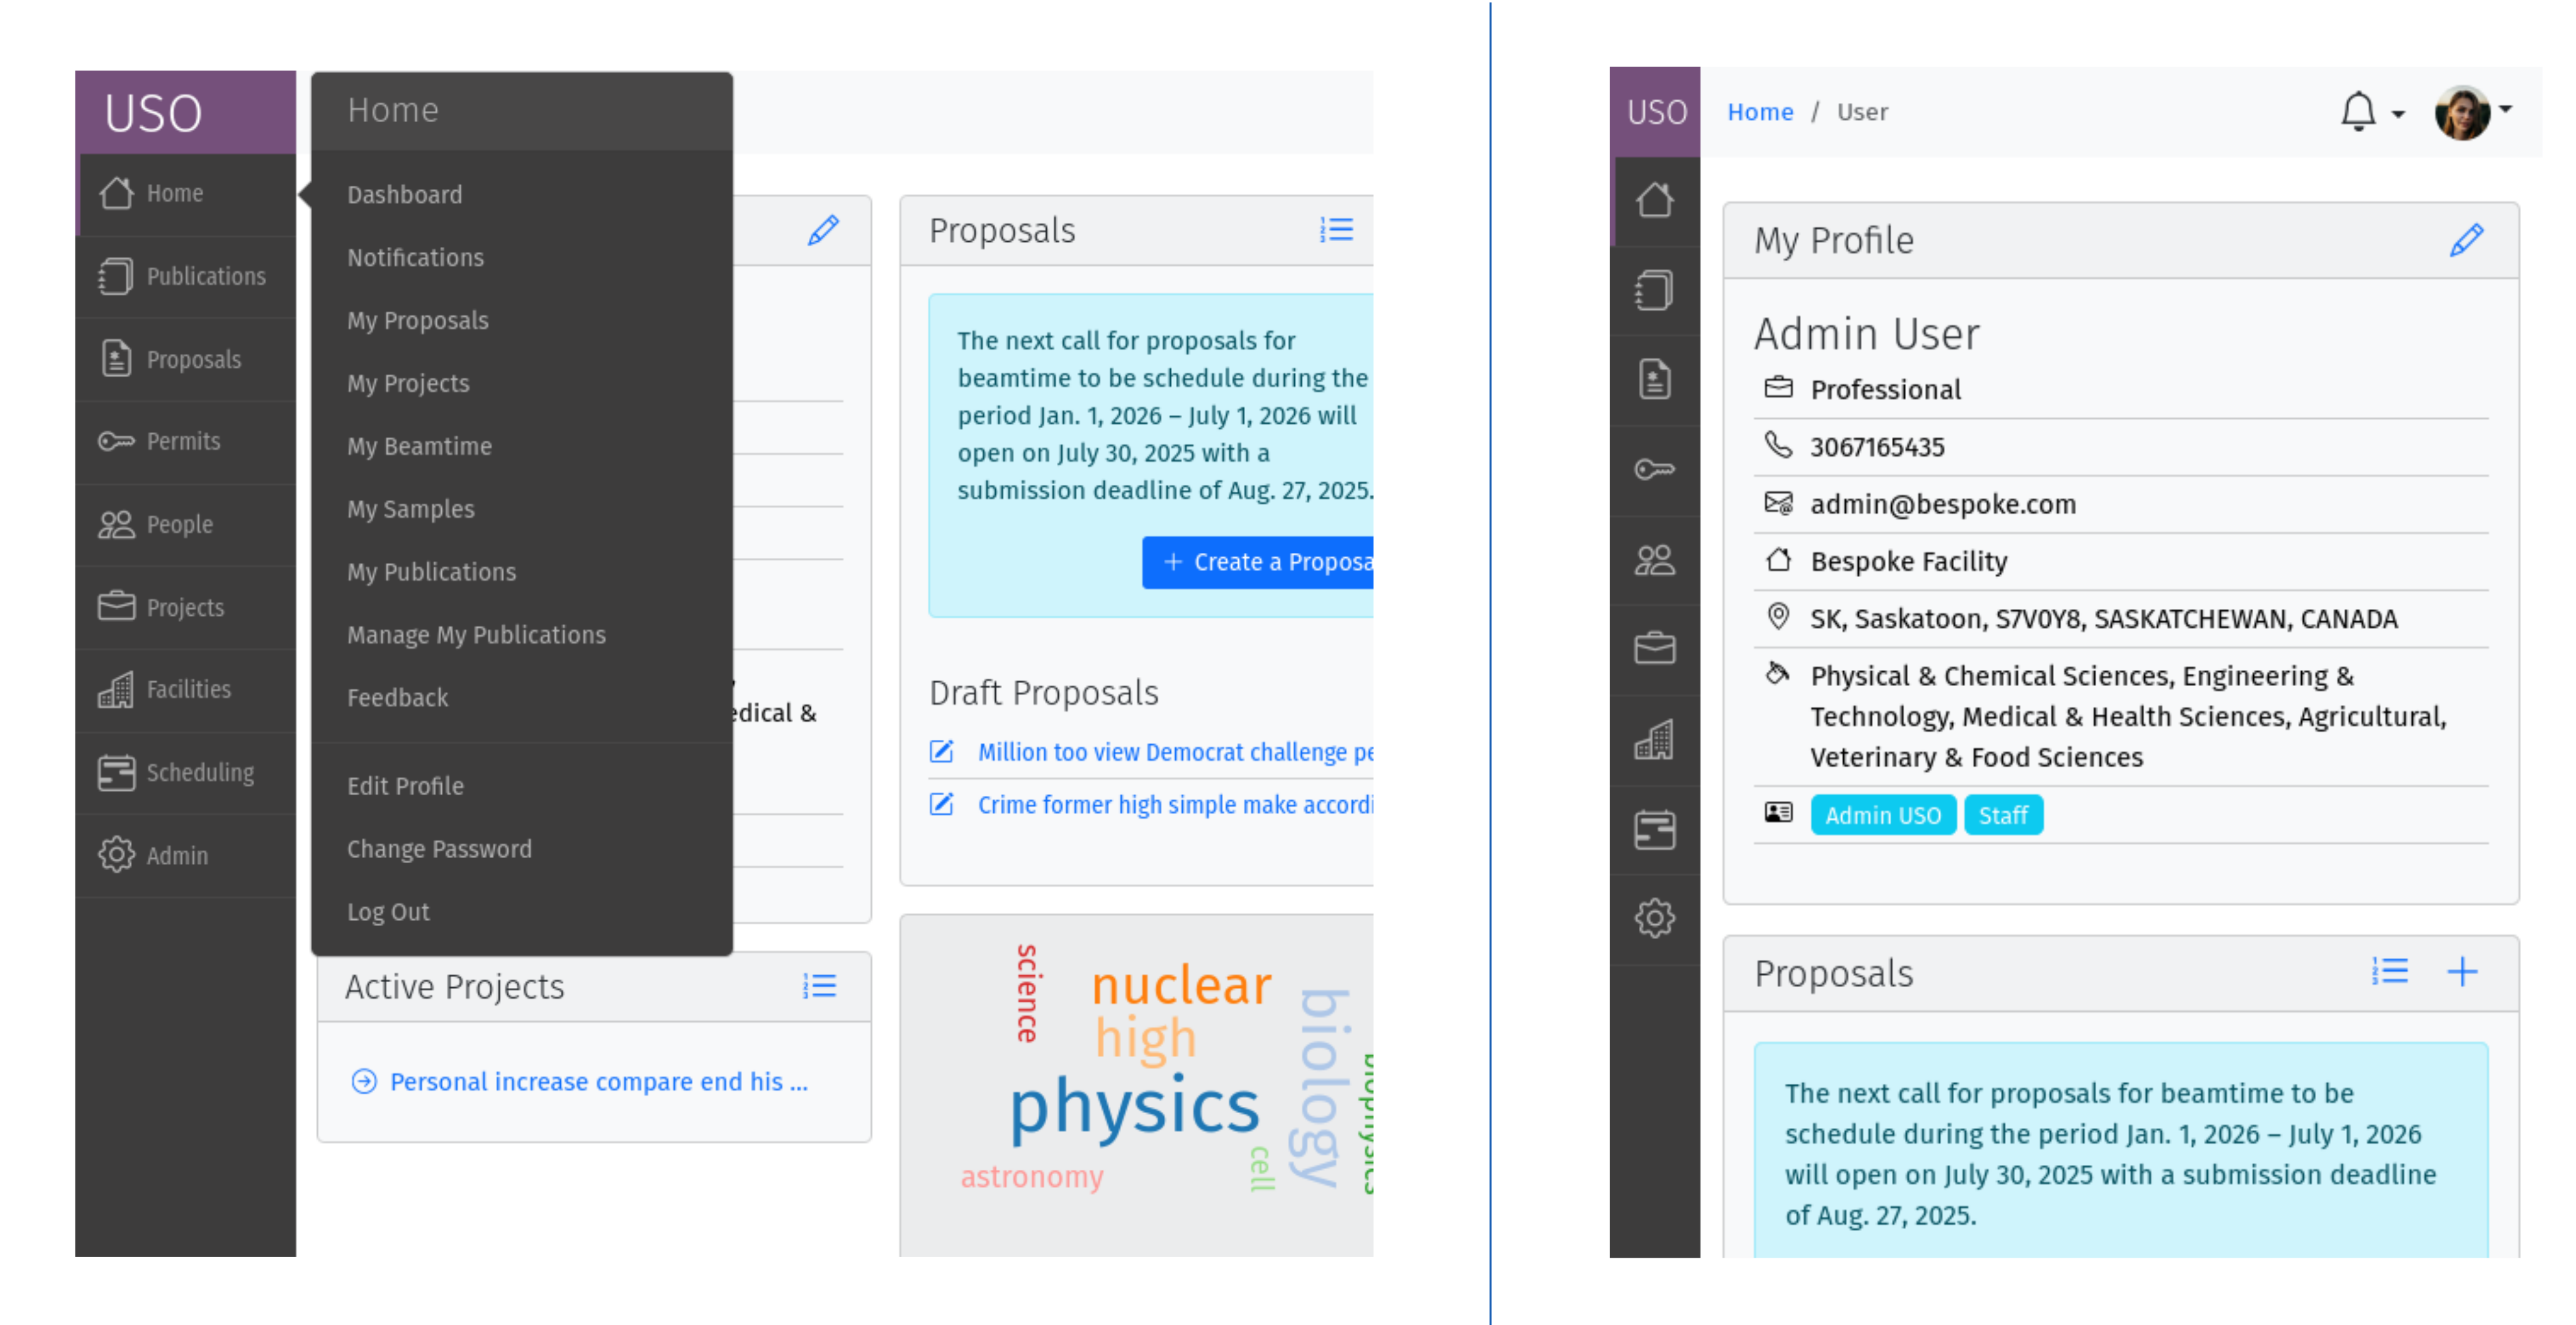 USO
Home
Publications
Proposals
Permits
People
Projects
Facilities
Scheduling
Admin
Home
Dashboard
Notifications
My Proposals
My Projects
My Beamtime
My Samples
My Publications
Manage My Publications
Feedback
Edit Profile
Change Password
Log Out
edical &
Active Projects
Personal increase compare end his ...
Proposals
The next call for proposals for
beamtime to be schedule during the
period Jan. 1, 2026 – July 1, 2026 will
open on July 30, 2025 with a
submission deadline of Aug. 27, 2025.
+ Create a Proposa
Draft Proposals
Million too view Democrat challenge pe
Crime former high simple make accordi
science
nuclear
high
physics
astronomy
cell
biology
biophysics
USO
Home / User
My Profile
Admin User
Professional
3067165435
admin@bespoke.com
Bespoke Facility
SK, Saskatoon, S7V0Y8, SASKATCHEWAN, CANADA
Physical & Chemical Sciences, Engineering &
Technology, Medical & Health Sciences, Agricultural,
Veterinary & Food Sciences
Admin USO Staff
Proposals
The next call for proposals for beamtime to be
schedule during the period Jan. 1, 2026 – July 1, 2026
will open on July 30, 2025 with a submission deadline
of Aug. 27, 2025.